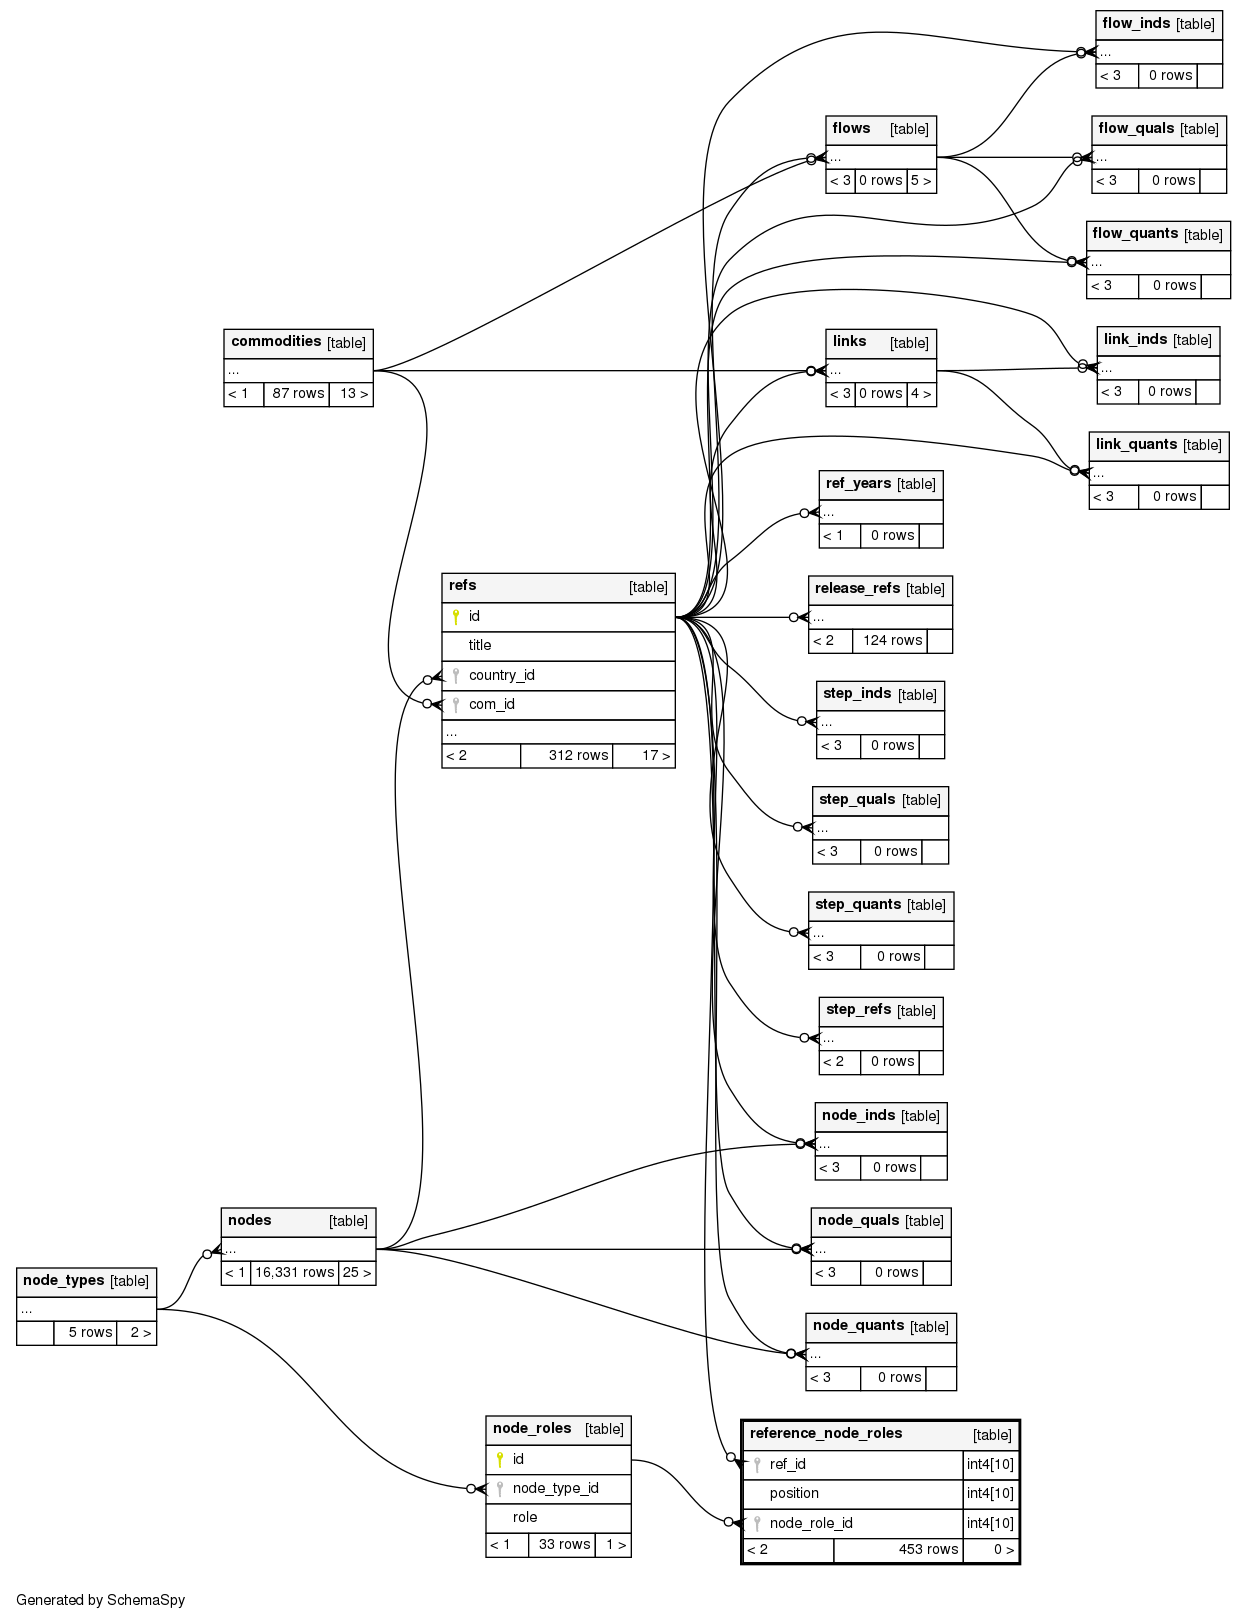 flow_inds [table]
...
< 3 0 rows
flows [table]
...
< 3 0 rows 5 >
flow_quals [table]
...
< 3 0 rows
flow_quants [table]
...
< 3 0 rows
commodities [table]
...
< 1 87 rows 13 >
links [table]
...
< 3 0 rows 4 >
link_inds [table]
...
< 3 0 rows
link_quants [table]
...
< 3 0 rows
ref_years [table]
...
< 1 0 rows
refs [table]
id
title
country_id
com_id
...
< 2 312 rows 17 >
release_refs [table]
...
< 2 124 rows
step_inds [table]
...
< 3 0 rows
step_quals [table]
...
< 3 0 rows
step_quants [table]
...
< 3 0 rows
step_refs [table]
...
< 2 0 rows
node_inds [table]
...
< 3 0 rows
nodes [table]
...
< 1 16,331 rows 25 >
node_quals [table]
...
< 3 0 rows
node_types [table]
...
5 rows 2 >
node_quants [table]
...
< 3 0 rows
node_roles [table]
id
node_type_id
role
< 1 33 rows 1 >
reference_node_roles [table]
ref_id int4[10]
position int4[10]
node_role_id int4[10]
< 2 453 rows 0 >
Generated by SchemaSpy